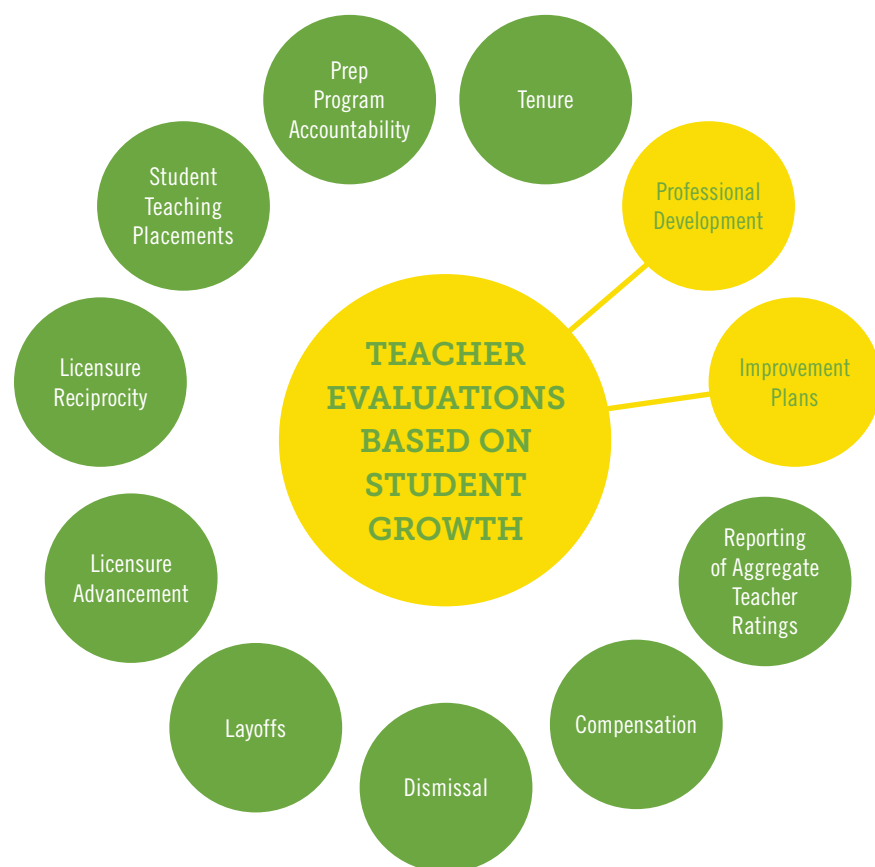 Prep
Program
Accountability
Tenure
Professional
Development
Improvement
Plans
Reporting
of Aggregate
Teacher
Ratings
Compensation
Dismissal
Layoffs
Licensure
Advancement
Licensure
Reciprocity
Student
Teaching
Placements
TEACHER
EVALUATIONS
BASED ON
STUDENT
GROWTH